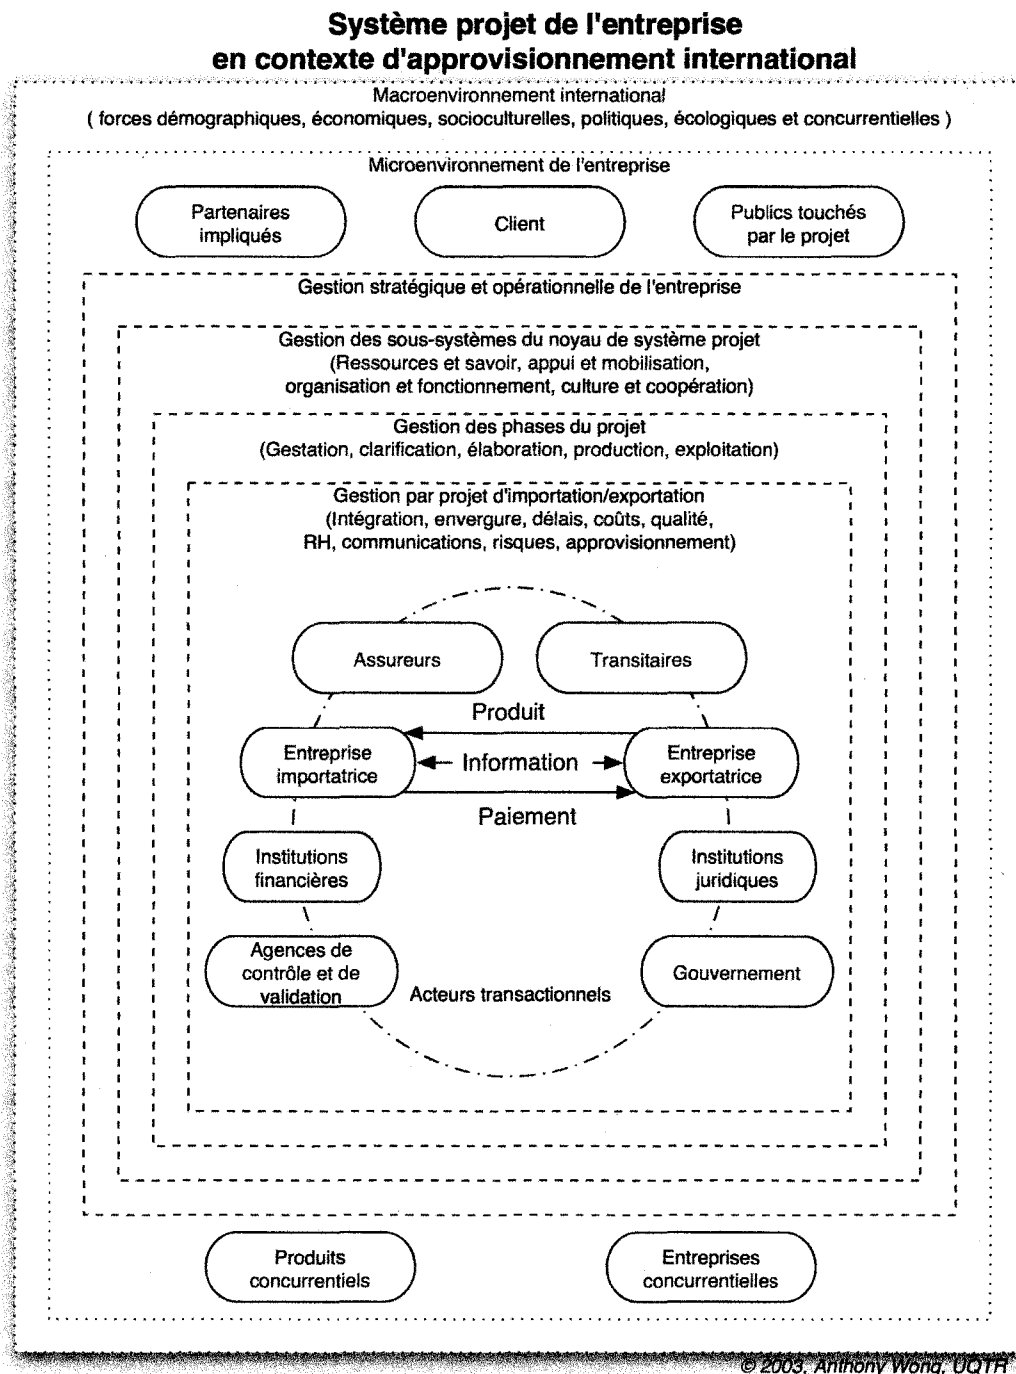 Système projet de l'entreprise
en contexte d'approvisionnement international
Macroenvironnement international
( forces démographiques, économiques, socioculturelles, politiques, écologiques et concurrentielles )
Microenvironnement de l'entreprise
Partenaires
impliqués
Client
Publics touchés
par le projet
Gestion stratégique et opérationnelle de l'entreprise
Gestion des sous-systèmes du noyau de système projet
(Ressources et savoir, appui et mobilisation,
organisation et fonctionnement, culture et coopération)
Gestion des phases du projet
(Gestation, clarification, élaboration, production, exploitation)
Gestion par projet d'importation/exportation
(Intégration, envergure, délais, coûts, qualité,
RH, communications, risques, approvisionnement)
Assureurs
Transitaires
Produit
Entreprise
importatrice
Information
Entreprise
exportatrice
Paiement
Institutions
financières
Institutions
juridiques
Agences de
contrôle et de
validation
Acteurs transactionnels
Gouvernement
Produits
concurrentiels
Entreprises
concurrentielles
© 2003, Anthony Wong, UQTR